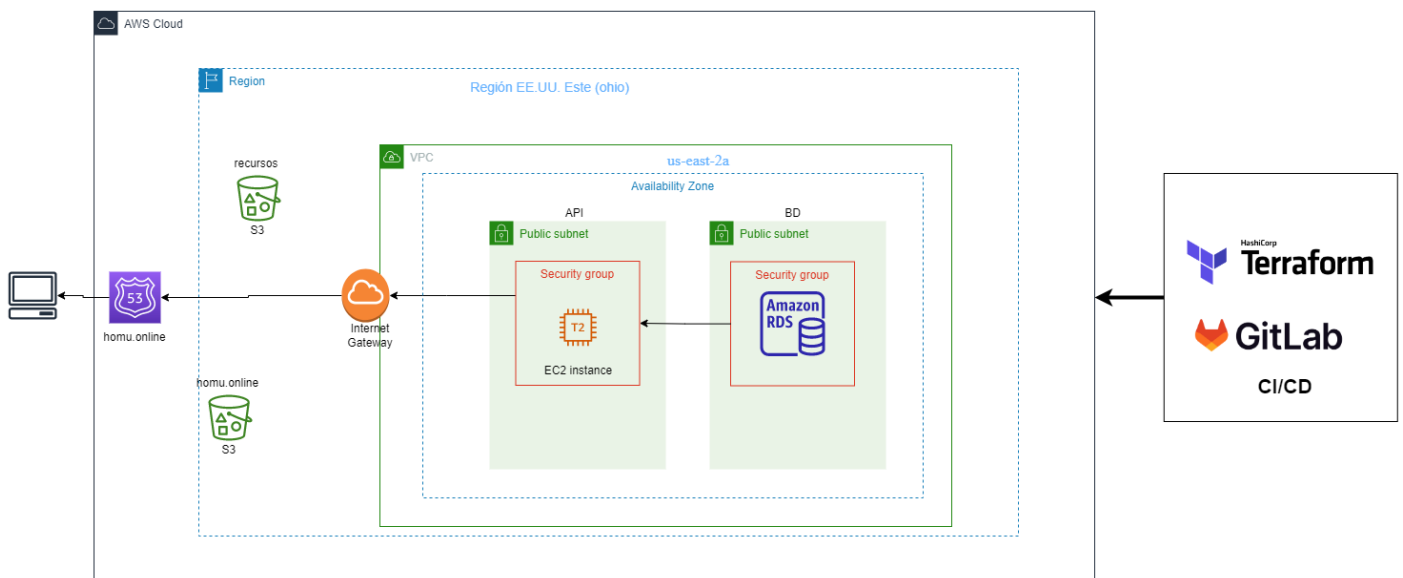 AWS Cloud
Region
Región EE.UU. Este (ohio)
VPC
us-east-2a
Availability Zone
recursos
S3
API
BD
Public subnet
Public subnet
Security group
Security group
53
homu.online
Internet
Gateway
T2
EC2 instance
Amazon
RDS
homu.online
S3
HashiCorp
Terraform
GitLab
CI/CD